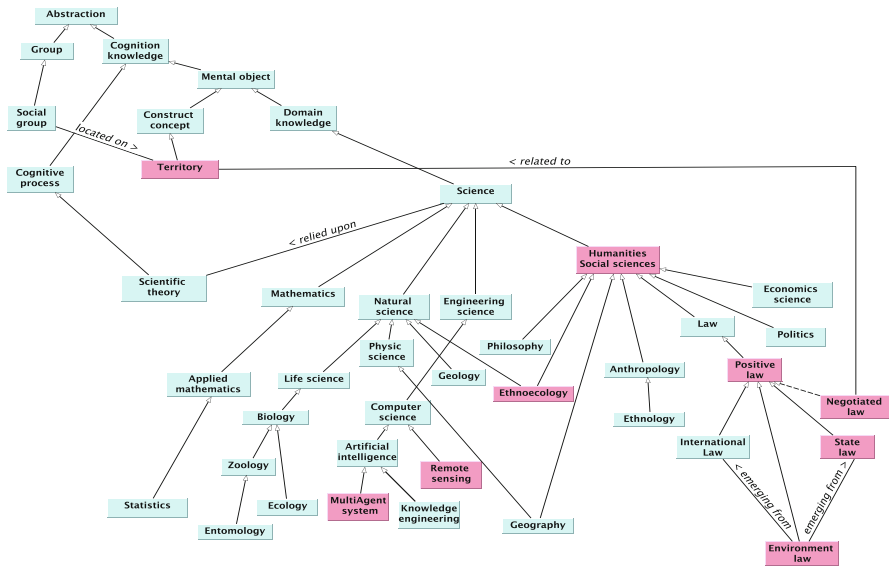 Abstraction
Group
Cognition
knowledge
Mental object
Social
group
Construct
concept
Domain
knowledge
located on >
Territory
< related to
Cognitive
process
Science
< relied upon
Humanities
Social sciences
Scientific
theory
Mathematics
Natural
science
Engineering
science
Economics
science
Law
Politics
Philosophy
Physic
science
Geology
Anthropology
Positive
law
Applied
mathematics
Life science
Ethnoecology
Negotiated
law
Computer
science
Biology
Ethnology
Artificial
intelligence
International
Law
State
law
Zoology
Remote
sensing
Statistics
Ecology
MultiAgent
system
Knowledge
engineering
Geography
Entomology
< emerging from
emerging from >
Environment
law